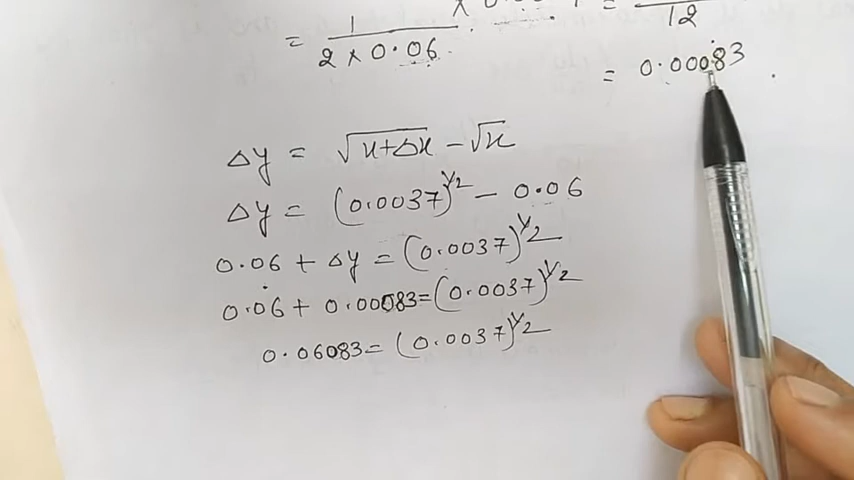 12
= 1 / 2 × 0.06
= 0.00083
Δy = √x+Δx − √x
Δy = (0.0037)^1/2 − 0.06
0.06 + Δy = (0.0037)^1/2
0.06 + 0.00083 = (0.0037)^1/2
0.06083 = (0.0037)^1/2